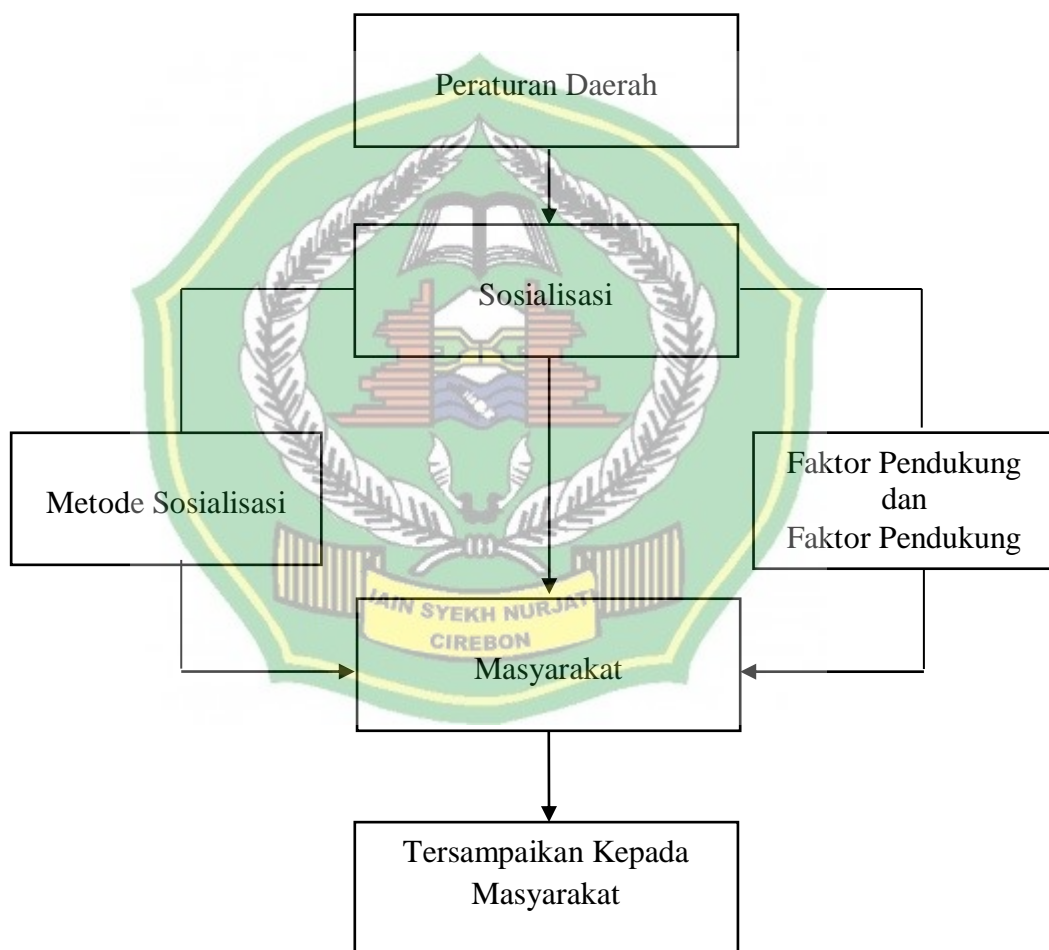 Peraturan Daerah
Sosialisasi
Metode Sosialisasi
Faktor Pendukung
dan
Faktor Pendukung
IAIN SYEKH NURJATI
CIREBON
Masyarakat
Tersampaikan Kepada
Masyarakat